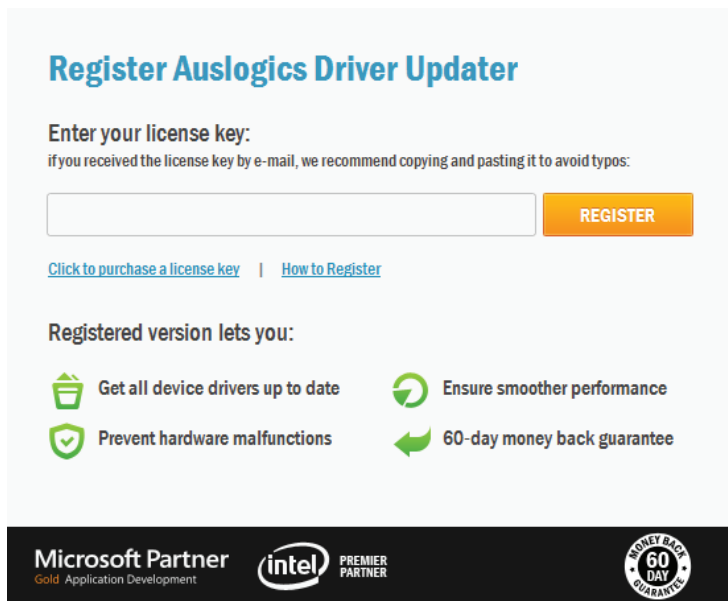 Register Auslogics Driver Updater
Enter your license key:
if you received the license key by e-mail, we recommend copying and pasting it to avoid typos:
REGISTER
Click to purchase a license key | How to Register
Registered version lets you:
Get all device drivers up to date
Ensure smoother performance
Prevent hardware malfunctions
60-day money back guarantee
Microsoft Partner
Gold Application Development
intel
PREMIER
PARTNER
MONEY BACK
60
DAY
GUARANTEE